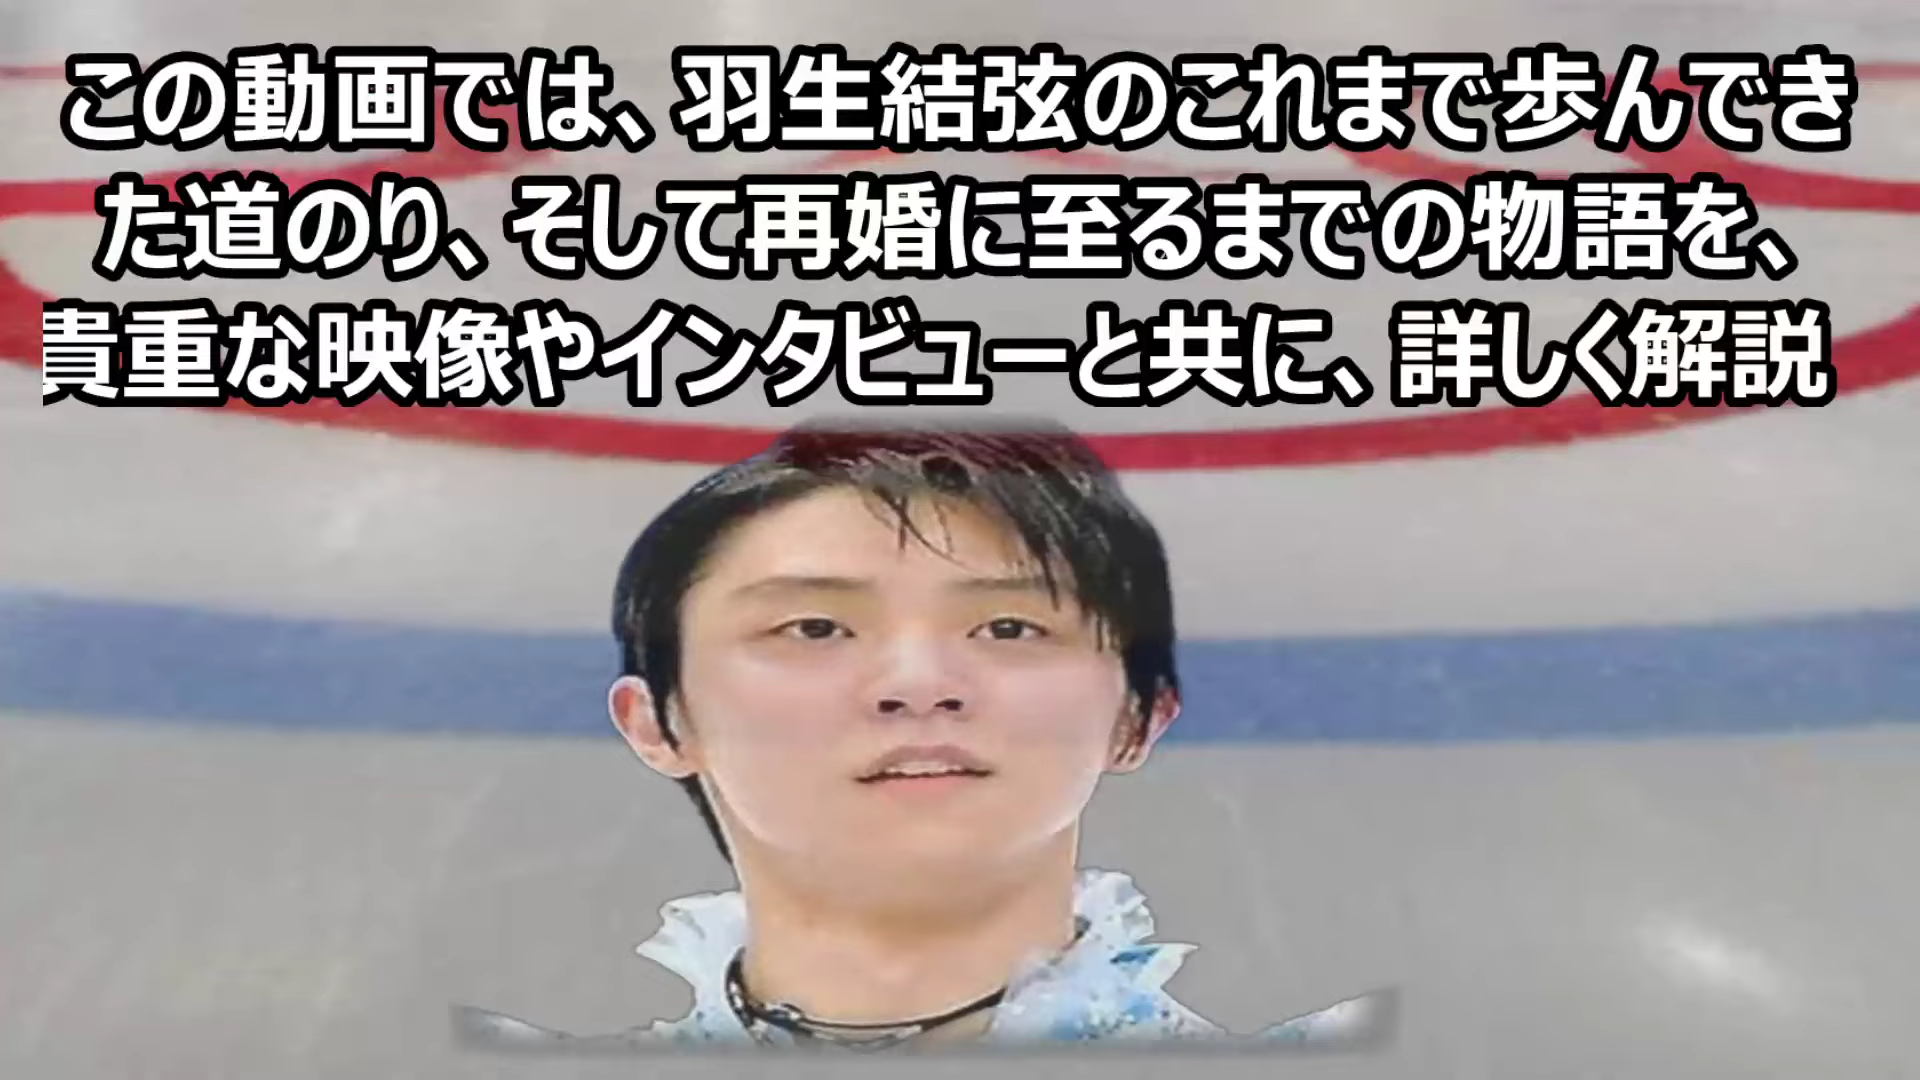 この動画では、羽生結弦のこれまで歩んでき
た道のり、そして再婚に至るまでの物語を、
貴重な映像やインタビューと共に、詳しく解説